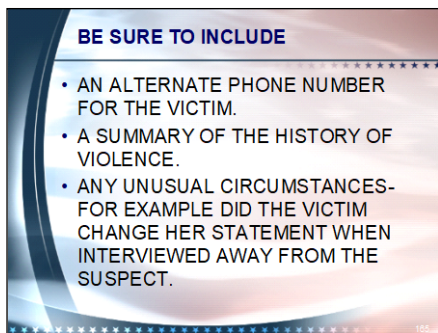 BE SURE TO INCLUDE
• AN ALTERNATE PHONE NUMBER
FOR THE VICTIM.
• A SUMMARY OF THE HISTORY OF
VIOLENCE.
• ANY UNUSUAL CIRCUMSTANCES-
FOR EXAMPLE DID THE VICTIM
CHANGE HER STATEMENT WHEN
INTERVIEWED AWAY FROM THE
SUSPECT.